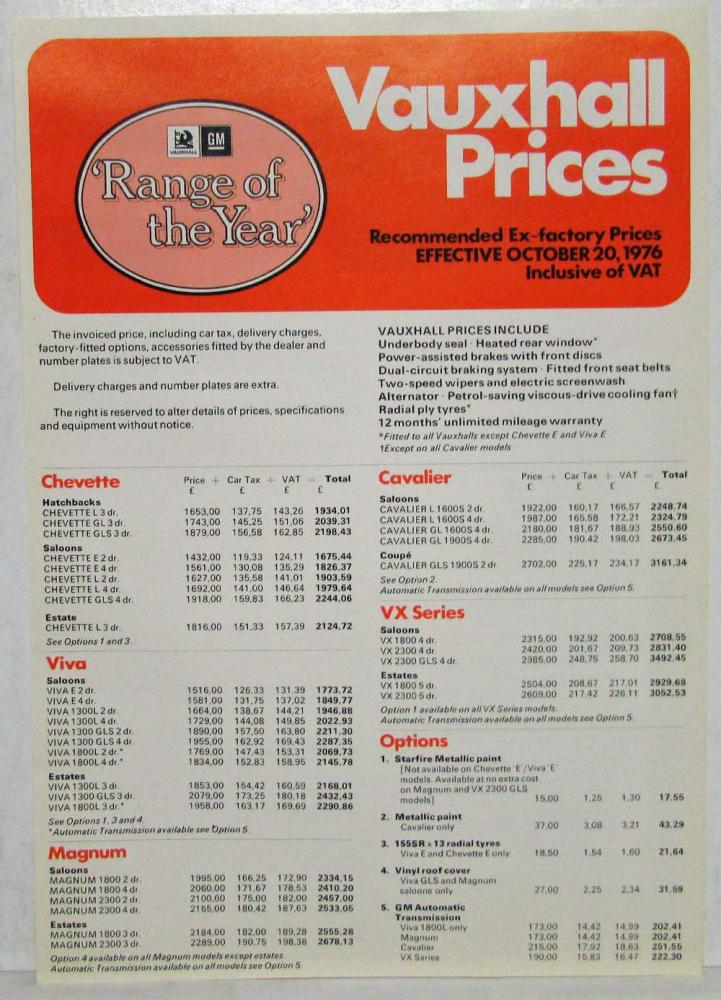 Vauxhall
Prices
VAUXHALL
GM
'Range of
the Year'
Recommended Ex-factory Prices
EFFECTIVE OCTOBER 20, 1976
Inclusive of VAT
The invoiced price, including car tax, delivery charges,
factory-fitted options, accessories fitted by the dealer and
number plates is subject to VAT.
Delivery charges and number plates are extra.
The right is reserved to alter details of prices, specifications
and equipment without notice.
VAUXHALL PRICES INCLUDE
Underbody seal · Heated rear window*
Power-assisted brakes with front discs
Dual-circuit braking system · Fitted front seat belts
Two-speed wipers and electric screenwash
Alternator · Petrol-saving viscous-drive cooling fan†
Radial ply tyres*
12 months' unlimited mileage warranty
*Fitted to all Vauxhalls except Chevette E and Viva E
†Except on all Cavalier models
Chevette Price + Car Tax + VAT = Total
£ £ £ £
Hatchbacks
CHEVETTE L 3 dr. 1653,00 137,75 143,26 1934,01
CHEVETTE GL 3 dr. 1743,00 145,25 151,06 2039,31
CHEVETTE GLS 3 dr. 1879,00 156,58 162,85 2198,43
Saloons
CHEVETTE E 2 dr. 1432,00 119,33 124,11 1675,44
CHEVETTE E 4 dr. 1561,00 130,08 135,29 1826,37
CHEVETTE L 2 dr. 1627,00 135,58 141,01 1903,59
CHEVETTE L 4 dr. 1692,00 141,00 146,64 1979,64
CHEVETTE GLS 4 dr. 1918,00 159,83 166,23 2244,06
Estate
CHEVETTE L 3 dr. 1816,00 151,33 157,39 2124,72
See Options 1 and 3.
Viva
Saloons
VIVA E 2 dr. 1516,00 126,33 131,39 1773,72
VIVA E 4 dr. 1581,00 131,75 137,02 1849,77
VIVA 1300L 2 dr. 1664,00 138,67 144,21 1946,88
VIVA 1300L 4 dr. 1729,00 144,08 149,85 2022,93
VIVA 1300 GLS 2 dr. 1890,00 157,50 163,80 2211,30
VIVA 1300 GLS 4 dr. 1955,00 162,92 169,43 2287,35
VIVA 1800L 2 dr.* 1769,00 147,43 153,31 2069,73
VIVA 1800L 4 dr.* 1834,00 152,83 158,95 2145,78
Estates
VIVA 1300L 3 dr. 1853,00 154,42 160,59 2168,01
VIVA 1300 GLS 3 dr. 2079,00 173,25 180,18 2432,43
VIVA 1800L 3 dr.* 1958,00 163,17 169,69 2290,86
See Options 1, 3 and 4.
*Automatic Transmission available see Option 5.
Magnum
Saloons
MAGNUM 1800 2 dr. 1995,00 166,25 172,90 2334,15
MAGNUM 1800 4 dr. 2060,00 171,67 178,53 2410,20
MAGNUM 2300 2 dr. 2100,00 175,00 182,00 2457,00
MAGNUM 2300 4 dr. 2165,00 180,42 187,63 2533,05
Estates
MAGNUM 1800 3 dr. 2184,00 182,00 189,28 2555,28
MAGNUM 2300 3 dr. 2289,00 190,75 198,38 2678,13
Option 4 available on all Magnum models except estates.
Automatic Transmission available on all models see Option 5.
Cavalier Price + Car Tax + VAT = Total
£ £ £ £
Saloons
CAVALIER L 1600S 2 dr. 1922,00 160,17 166,57 2248,74
CAVALIER L 1600S 4 dr. 1987,00 165,58 172,21 2324,79
CAVALIER GL 1600S 4 dr. 2180,00 181,67 188,93 2550,60
CAVALIER GL 1900S 4 dr. 2285,00 190,42 198,03 2673,45
Coupé
CAVALIER GLS 1900S 2 dr. 2702,00 225,17 234,17 3161,34
See Option 2.
Automatic Transmission available on all models see Option 5.
VX Series
Saloons
VX 1800 4 dr. 2315,00 192,92 200,63 2708,55
VX 2300 4 dr. 2420,00 201,67 209,73 2831,40
VX 2300 GLS 4 dr. 2985,00 248,75 258,70 3492,45
Estates
VX 1800 5 dr. 2504,00 208,67 217,01 2929,68
VX 2300 5 dr. 2609,00 217,42 226,11 3052,53
Option 1 available on all VX Series models.
Automatic Transmission available on all models see Option 5.
Options
1. Starfire Metallic paint
[Not available on Chevette 'E'/Viva 'E'
models. Available at no extra cost
on Magnum and VX 2300 GLS
models] 15,00 1,25 1,30 17,55
2. Metallic paint
Cavalier only 37,00 3,08 3,21 43,29
3. 155SR x 13 radial tyres
Viva E and Chevette E only 18,50 1,54 1,60 21,64
4. Vinyl roof cover
Viva GLS and Magnum
saloons only 27,00 2,25 2,34 31,59
5. GM Automatic
Transmission
Viva 1800L only 173,00 14,42 14,99 202,41
Magnum 173,00 14,42 14,99 202,41
Cavalier 215,00 17,92 18,63 251,55
VX Series 190,00 15,83 16,47 222,30